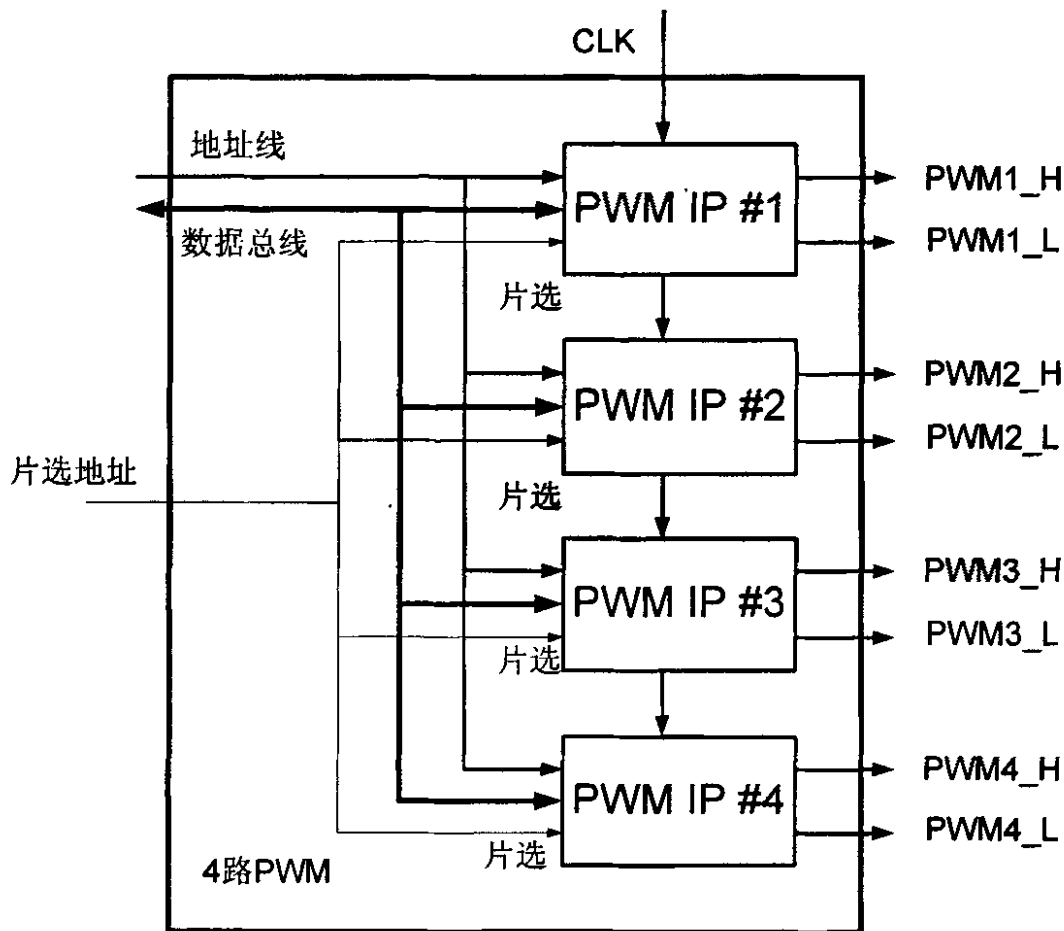 CLK
地址线
PWM IP #1
PWM1_H
数据总线
PWM1_L
片选
PWM IP #2
PWM2_H
PWM2_L
片选地址
片选
PWM IP #3
PWM3_H
PWM3_L
片选
PWM IP #4
PWM4_H
PWM4_L
片选
4路PWM